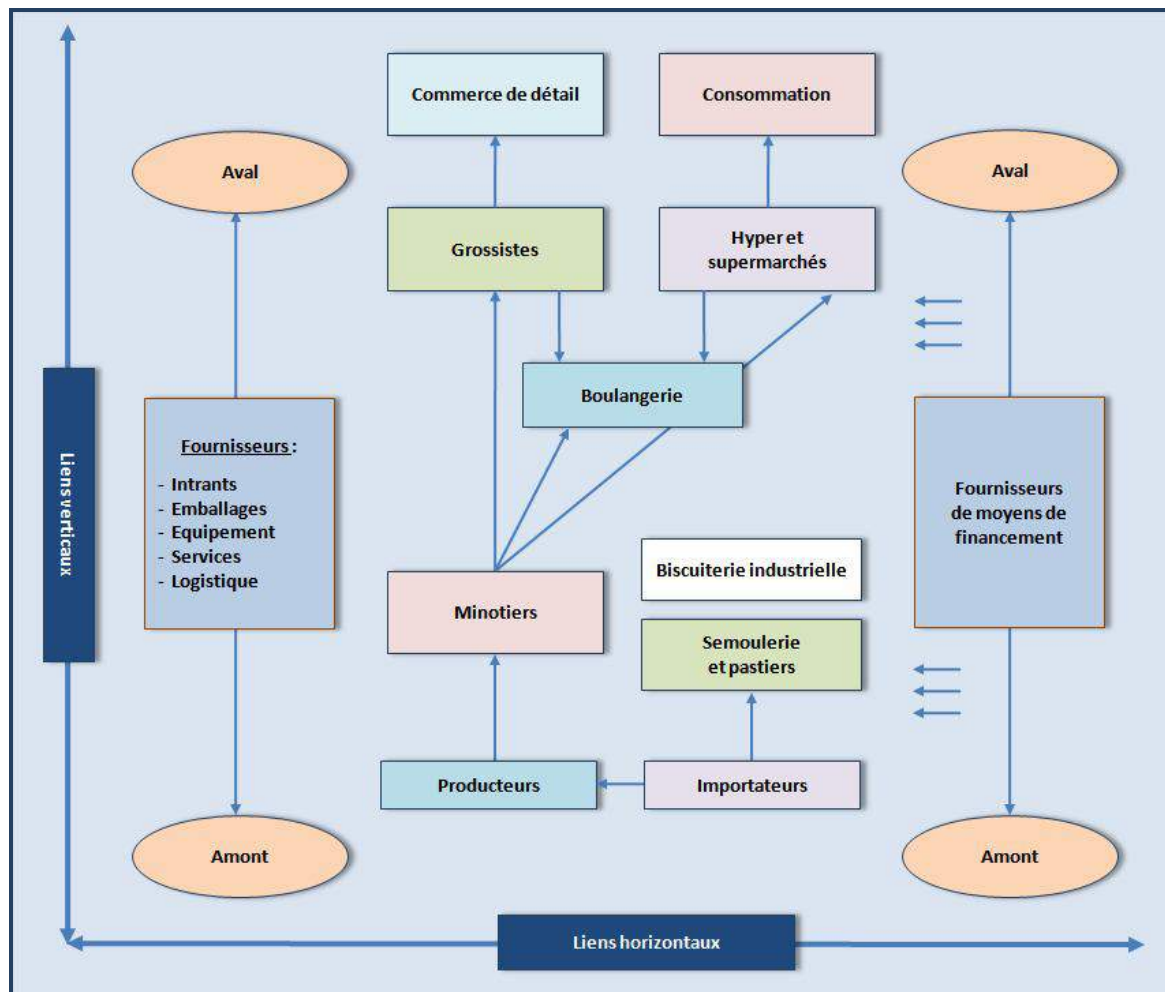 Commerce de détail
Consommation
Aval
Aval
Grossistes
Hyper et
supermarchés
Boulangerie
Liens verticaux
Fournisseurs :
- Intrants
- Emballages
- Equipement
- Services
- Logistique
Fournisseurs
de moyens de
financement
Biscuiterie industrielle
Minotiers
Semoulerie
et pastiers
Producteurs
Importateurs
Amont
Amont
Liens horizontaux